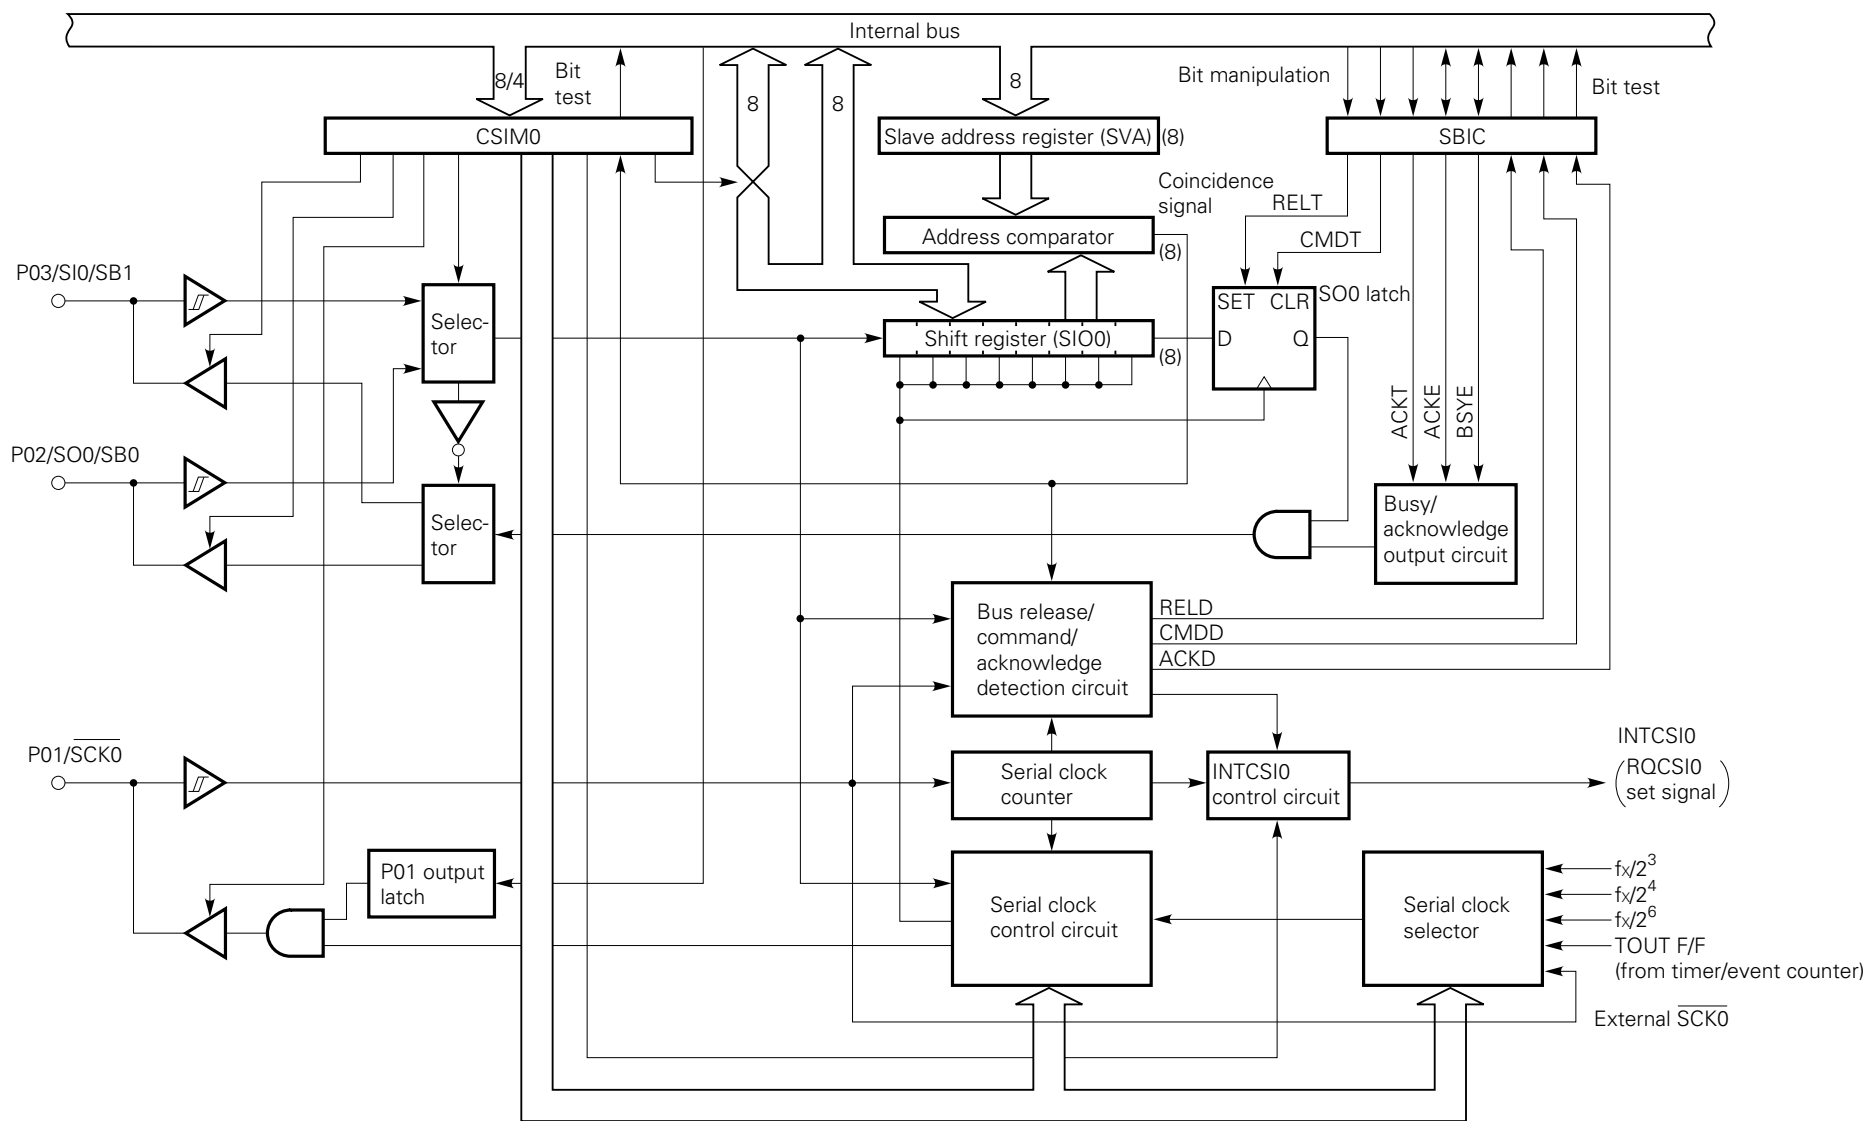 Internal bus
8/4
Bit
test
8
8
8
Bit manipulation
Bit test
CSIM0
Slave address register (SVA)
(8)
SBIC
Coincidence
signal
RELT
CMDT
Address comparator
(8)
P03/SI0/SB1
Selec-
tor
SET CLR
SO0 latch
D Q
Shift register (SIO0)
(8)
ACKT
ACKE
BSYE
P02/SO0/SB0
Selec-
tor
Busy/
acknowledge
output circuit
Bus release/
command/
acknowledge
detection circuit
RELD
CMDD
ACKD
P01/S̅C̅K̅0̅
Serial clock
counter
INTCSI0
control circuit
INTCSI0
(RQCSI0
set signal)
P01 output
latch
Serial clock
control circuit
Serial clock
selector
fx/2³
fx/2⁴
fx/2⁶
TOUT F/F
(from timer/event counter)
External S̅C̅K̅0̅